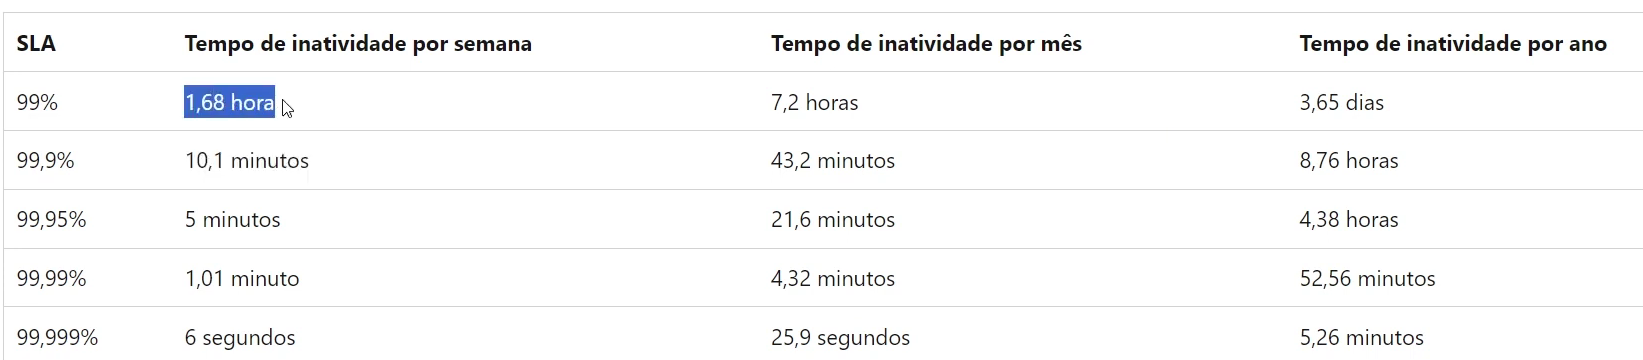 SLA Tempo de inatividade por semana Tempo de inatividade por mês Tempo de inatividade por ano
99% 1,68 hora 7,2 horas 3,65 dias
99,9% 10,1 minutos 43,2 minutos 8,76 horas
99,95% 5 minutos 21,6 minutos 4,38 horas
99,99% 1,01 minuto 4,32 minutos 52,56 minutos
99,999% 6 segundos 25,9 segundos 5,26 minutos